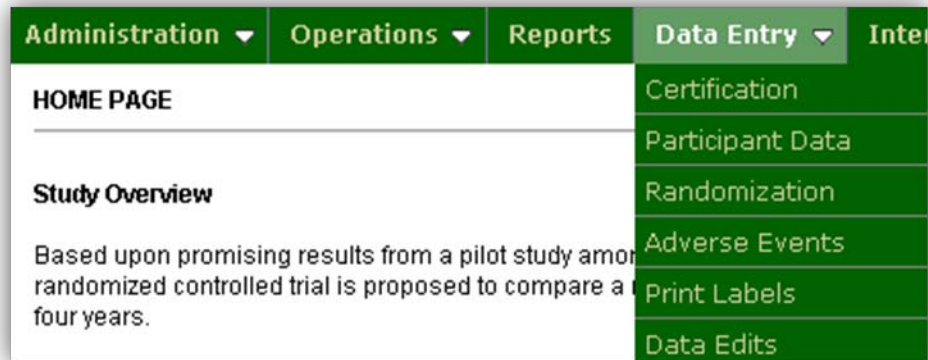 Administration Operations Reports Data Entry
HOME PAGE
Certification
Participant Data
Randomization
Adverse Events
Print Labels
Data Edits
Study Overview
Based upon promising results from a pilot study
randomized controlled trial is proposed to compare a
four years.